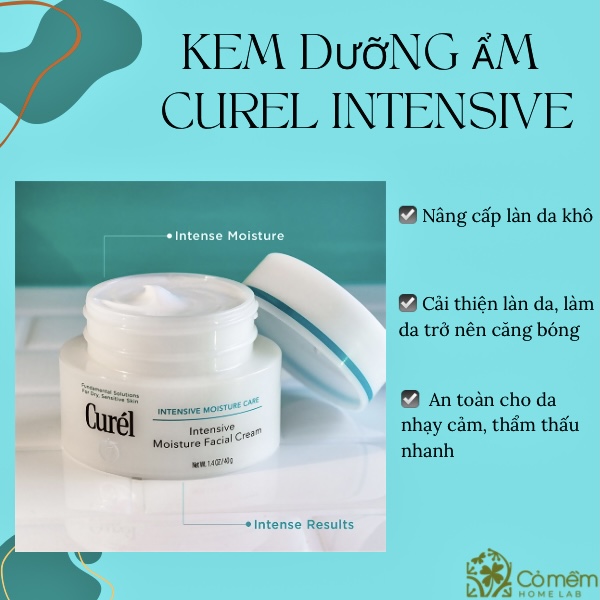 KEM DƯỠNG ẨM
CUREL INTENSIVE
Intense Moisture
Fundamental Solutions
For Dry, Sensitive Skin
Curél
INTENSIVE MOISTURE CARE
Intensive
Moisture Facial Cream
Net Wt. 1.4 OZ/40g
Intense Results
Nâng cấp làn da khô
Cải thiện làn da, làm
da trở nên căng bóng
An toàn cho da
nhạy cảm, thẩm thấu
nhanh
Cỏ mềm
HOME LAB